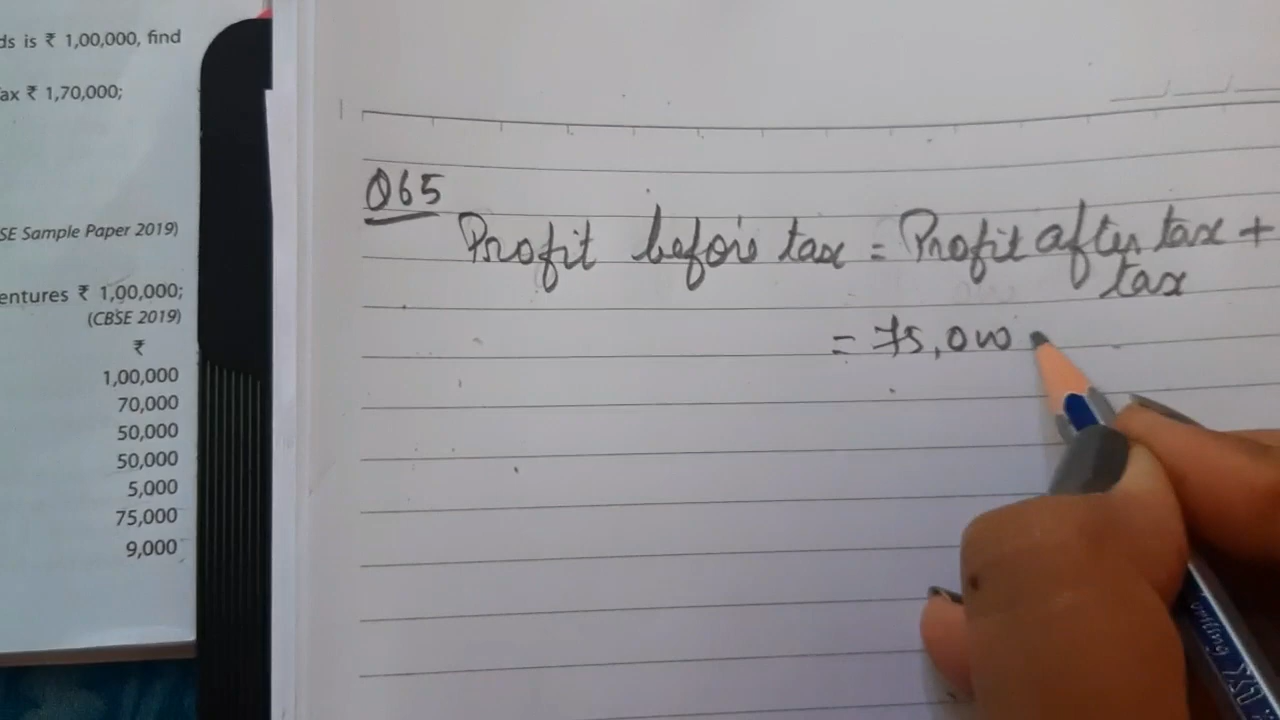 ds is ₹ 1,00,000, find
ax ₹ 1,70,000;
SE Sample Paper 2019)
entures ₹ 1,00,000;
(CBSE 2019)
₹
1,00,000
70,000
50,000
50,000
5,000
75,000
9,000
Q65
Profit before tax = Profit after tax +
tax
= 75,000
writing